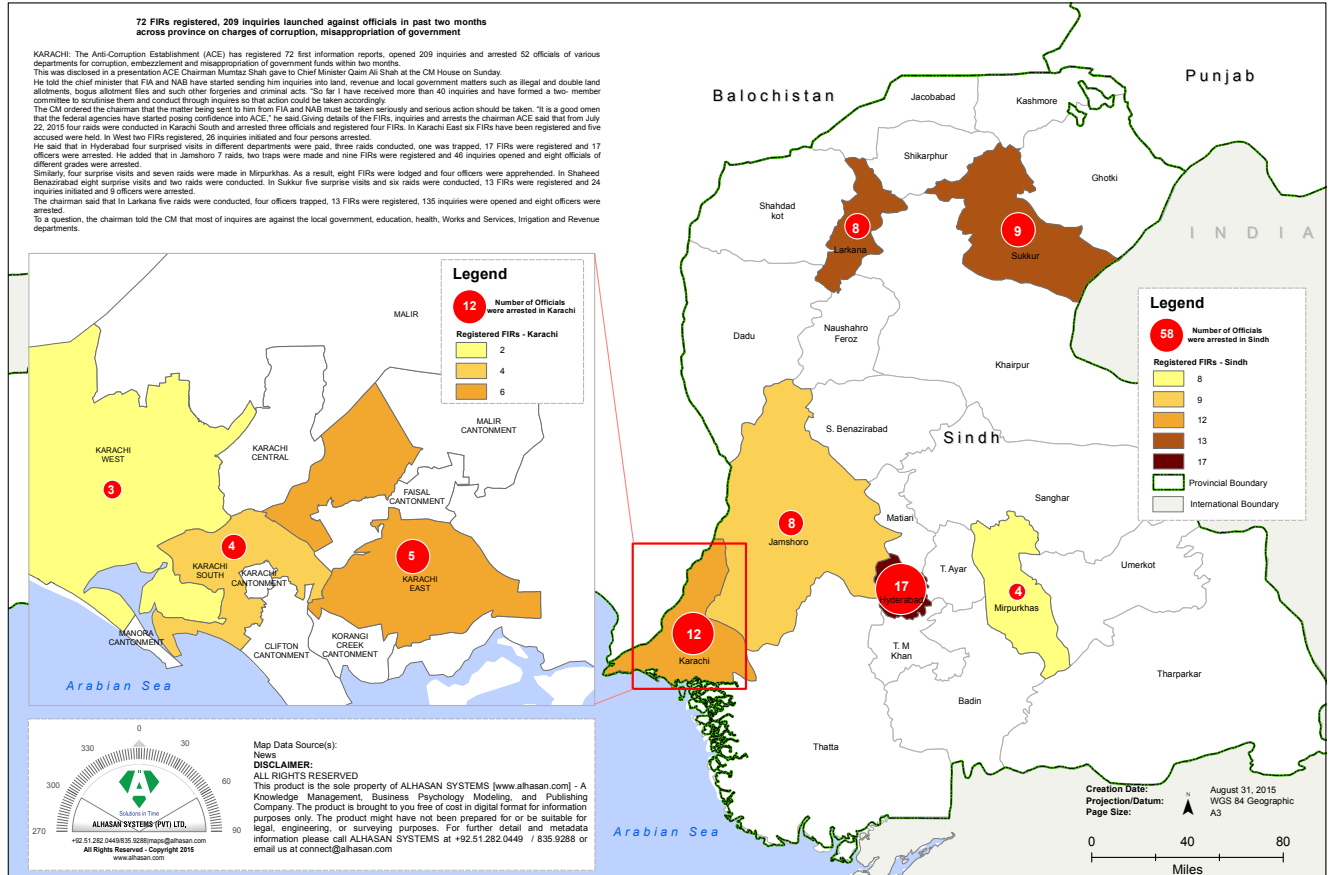 72 FIRs registered, 209 inquiries launched against officials in past two months
across province on charges of corruption, misappropriation of government
KARACHI: The Anti-Corruption Establishment (ACE) has registered 72 first information reports, opened 209 inquiries and arrested 52 officials of various
departments for corruption, embezzlement and misappropriation of government funds within two months.
This was disclosed in a presentation ACE Chairman Mumtaz Shah gave to Chief Minister Qaim Ali Shah at the CM House on Sunday.
He told the chief minister that FIA and NAB have started sending him inquiries into land, revenue and local government matters such as illegal and double land
allotments, bogus allotment files and such other forgeries and criminal acts. "So far I have received more than 40 inquiries and have formed a two- member
committee to scrutinise them and conduct through inquires so that action could be taken accordingly.
The CM ordered the chairman that the matter being sent to him from FIA and NAB must be taken seriously and serious action should be taken. "It is a good omen
that the federal agencies have started posing confidence into ACE," he said.Giving details of the FIRs, inquiries and arrests the chairman ACE said that from July
22, 2015 four raids were conducted in Karachi South and arrested three officials and registered four FIRs. In Karachi East six FIRs have been registered and five
accused were held. In West two FIRs registered, 26 inquiries initiated and four persons arrested.
He said that in Hyderabad four surprised visits in different departments were paid, three raids conducted, one was trapped, 17 FIRs were registered and 17
officers were arrested. He added that in Jamshoro 7 raids, two traps were made and nine FIRs were registered and 46 inquiries opened and eight officials of
different grades were arrested.
Similarly, four surprise visits and seven raids were made in Mirpurkhas. As a result, eight FIRs were lodged and four officers were apprehended. In Shaheed
Benazirabad eight surprise visits and two raids were conducted. In Sukkur five surprise visits and six raids were conducted, 13 FIRs were registered and 24
inquiries initiated and 9 officers were arrested.
The chairman said that In Larkana five raids were conducted, four officers trapped, 13 FIRs were registered, 135 inquiries were opened and eight officers were
arrested.
To a question, the chairman told the CM that most of inquires are against the local government, education, health, Works and Services, Irrigation and Revenue
departments.
Legend
12
Number of Officials
were arrested in Karachi
Registered FIRs - Karachi
2
4
6
MALIR
MALIR
CANTONMENT
KARACHI
CENTRAL
KARACHI
WEST
3
FAISAL
CANTONMENT
4
KARACHI
SOUTH
KARACHI
CANTONMENT
5
KARACHI
EAST
MANORA
CANTONMENT
CLIFTON
CANTONMENT
KORANGI
CREEK
CANTONMENT
Arabian Sea
0
330
30
300
60
270
90
Solutions in Time
ALHASAN SYSTEMS (PVT) LTD,
+92.51.282.0449/835.9288|maps@alhasan.com
All Rights Reserved - Copyright 2015
www.alhasan.com
Map Data Source(s):
News
DISCLAIMER:
ALL RIGHTS RESERVED
This product is the sole property of ALHASAN SYSTEMS [www.alhasan.com] - A
Knowledge Management, Business Psychology Modeling, and Publishing
Company. The product is brought to you free of cost in digital format for information
purposes only. The product might have not been prepared for or be suitable for
legal, engineering, or surveying purposes. For further detail and metadata
information please call ALHASAN SYSTEMS at +92.51.282.0449 / 835.9288 or
email us at connect@alhasan.com
Balochistan
Punjab
INDIA
Sindh
Jacobabad
Kashmore
Shikarphur
Ghotki
Shahdad
kot
8
Larkana
9
Sukkur
Dadu
Naushahro
Feroz
Khairpur
S. Benazirabad
Sanghar
Matiari
8
Jamshoro
T. Ayar
Umerkot
17
Hyderabad
4
Mirpurkhas
12
Karachi
T. M
Khan
Tharparkar
Badin
Thatta
Arabian Sea
Legend
58
Number of Officials
were arrested in Sindh
Registered FIRs - Sindh
8
9
12
13
17
Provincial Boundary
International Boundary
Creation Date: August 31, 2015
Projection/Datum: WGS 84 Geographic
Page Size: A3
N
0 40 80
Miles